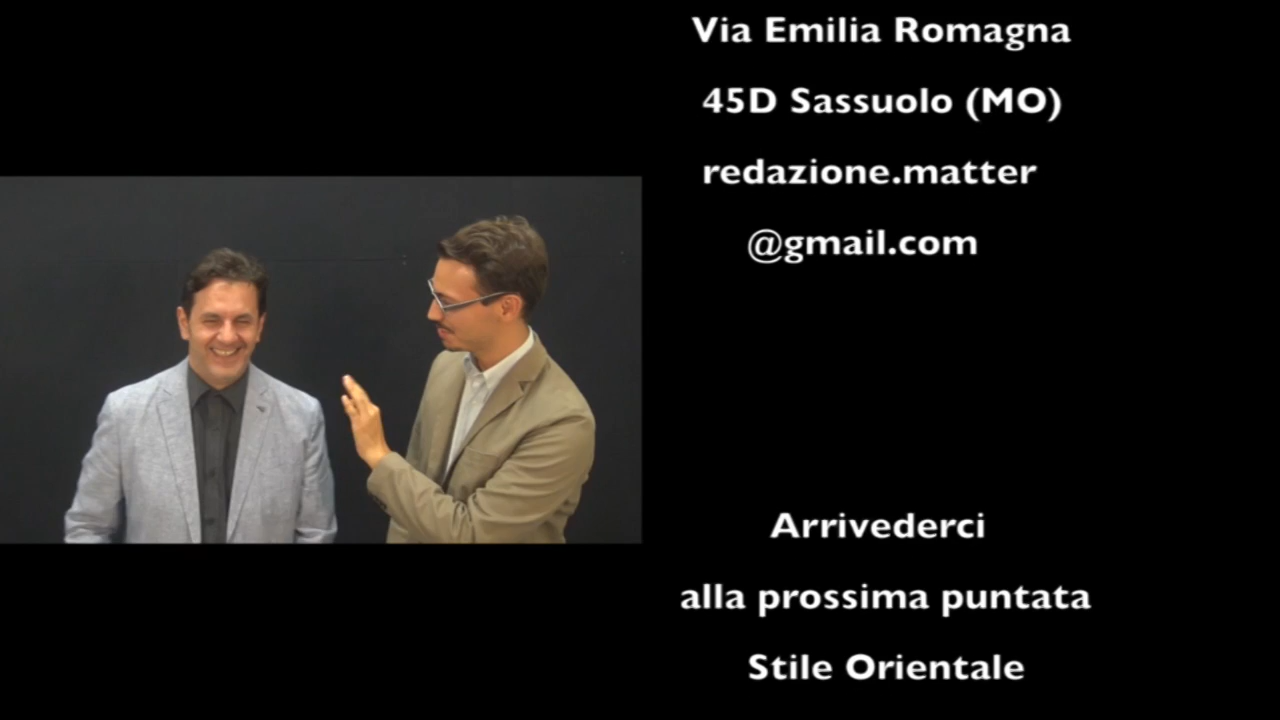 Via Emilia Romagna
45D Sassuolo (MO)
redazione.matter
@gmail.com
Arrivederci
alla prossima puntata
Stile Orientale